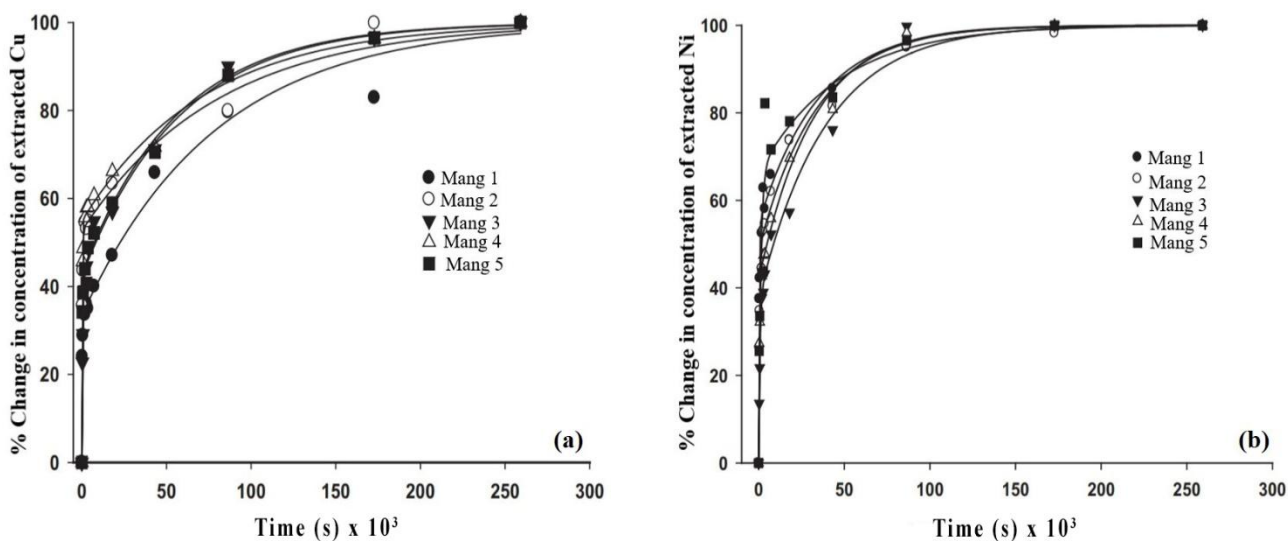 % Change in concentration of extracted Cu
100
80
60
40
20
0
0 50 100 150 200 250 300
Time (s) x 10³
Mang 1
Mang 2
Mang 3
Mang 4
Mang 5
(a)
% Change in concentration of extracted Ni
100
80
60
40
20
0
0 50 100 150 200 250 300
Time (s) x 10³
Mang 1
Mang 2
Mang 3
Mang 4
Mang 5
(b)